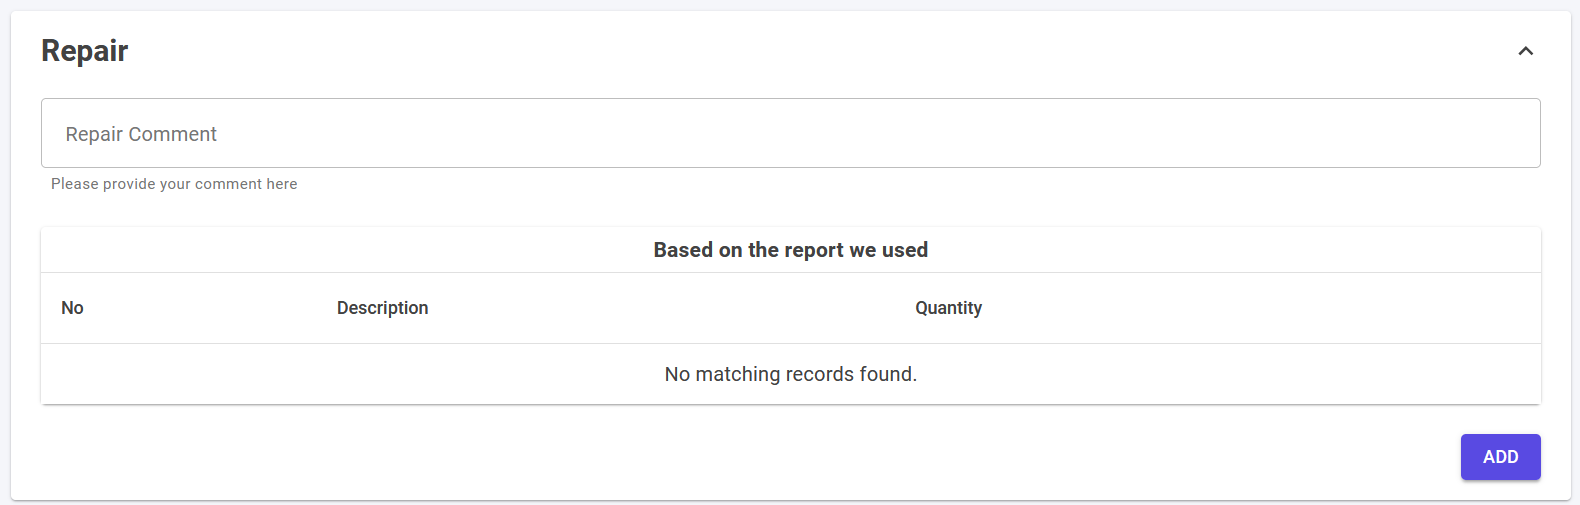 Repair
Repair Comment
Please provide your comment here
Based on the report we used
No Description Quantity
No matching records found.
ADD